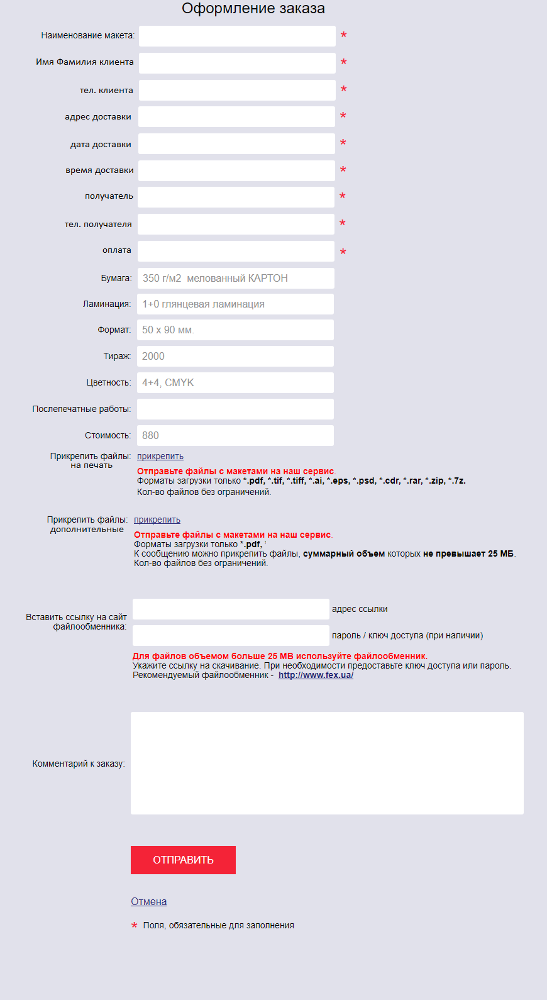 Оформление заказа
Наименование макета: *
Имя Фамилия клиента *
тел. клиента *
адрес доставки *
дата доставки *
время доставки *
получатель *
тел. получателя *
оплата *
Бумага: 350 г/м2 мелованный КАРТОН
Ламинация: 1+0 глянцевая ламинация
Формат: 50 х 90 мм.
Тираж: 2000
Цветность: 4+4, CMYK
Послепечатные работы:
Стоимость: 880
Прикрепить файлы: прикрепить
на печать
Отправьте файлы с макетами на наш сервис.
Форматы загрузки только *.pdf, *.tif, *.tiff, *.ai, *.eps, *.psd, *.cdr, *.rar, *.zip, *.7z.
Кол-во файлов без ограничений.
Прикрепить файлы: прикрепить
дополнительные
Отправьте файлы с макетами на наш сервис.
Форматы загрузки только *.pdf,
К сообщению можно прикрепить файлы, суммарный объем которых не превышает 25 МБ.
Кол-во файлов без ограничений.
Вставить ссылку на сайт
файлообменника:
адрес ссылки
пароль / ключ доступа (при наличии)
Для файлов объемом больше 25 МВ используйте файлообменник.
Укажите ссылку на скачивание. При необходимости предоставьте ключ доступа или пароль.
Рекомендуемый файлообменник - http://www.fex.ua/
Комментарий к заказу:
ОТПРАВИТЬ
Отмена
* Поля, обязательные для заполнения